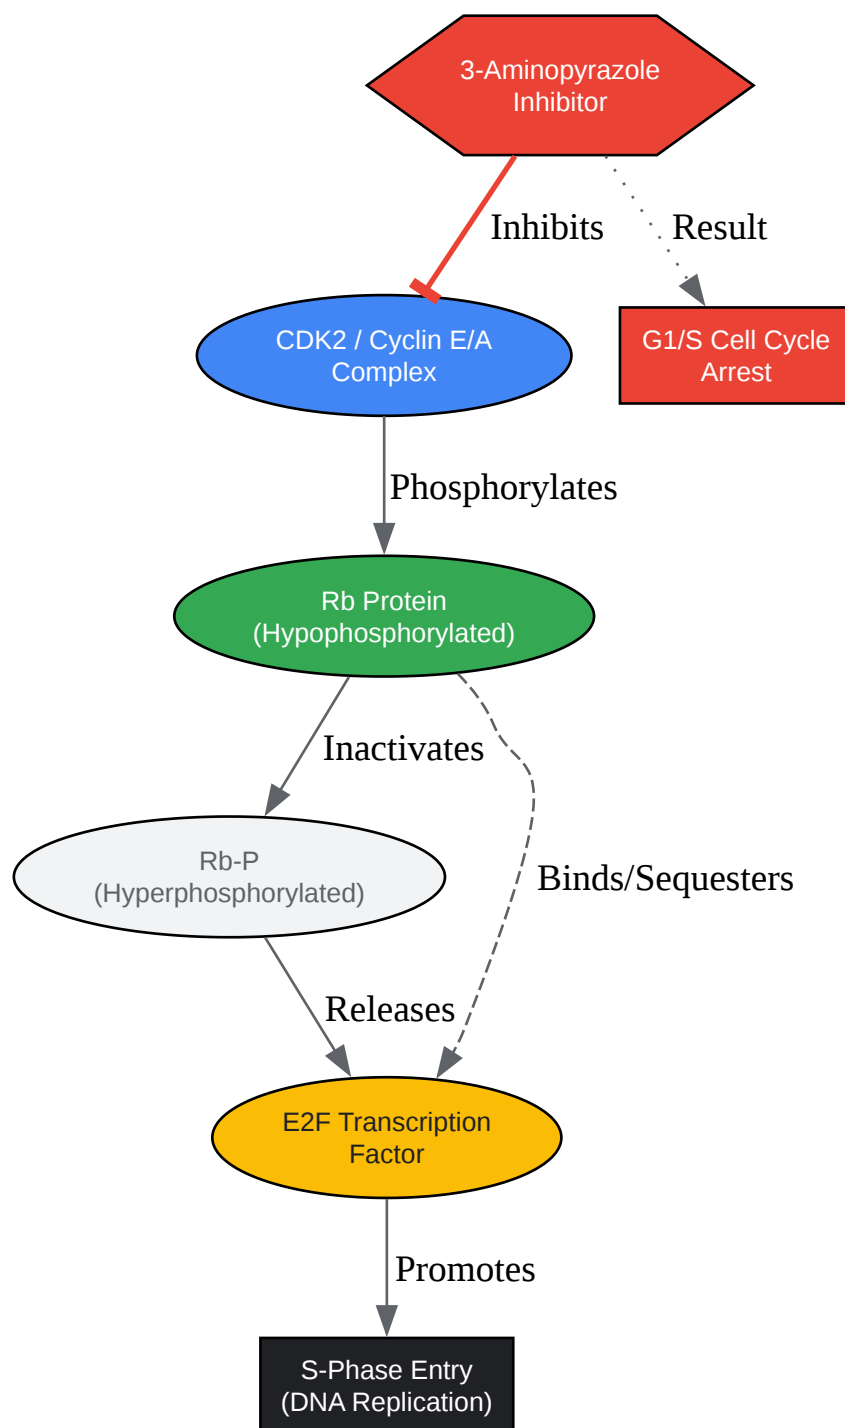 3-Aminopyrazole
Inhibitor
Inhibits
Result
CDK2 / Cyclin E/A
Complex
G1/S Cell Cycle
Arrest
Phosphorylates
Rb Protein
(Hypophosphorylated)
Inactivates
Rb-P
(Hyperphosphorylated)
Binds/Sequesters
Releases
E2F Transcription
Factor
Promotes
S-Phase Entry
(DNA Replication)